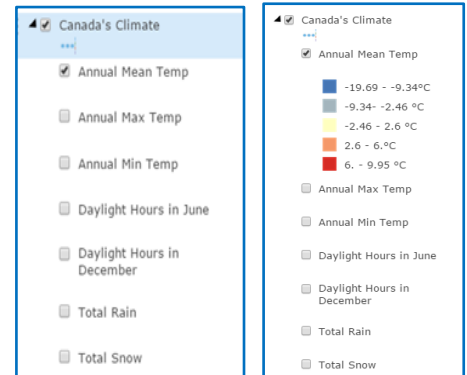 Canada's Climate
Annual Mean Temp
Annual Max Temp
Annual Min Temp
Daylight Hours in June
Daylight Hours in
December
Total Rain
Total Snow
Canada's Climate
Annual Mean Temp
-19.69 - -9.34°C
-9.34- -2.46 °C
-2.46 - 2.6 °C
2.6 - 6.°C
6. - 9.95 °C
Annual Max Temp
Annual Min Temp
Daylight Hours in June
Daylight Hours in
December
Total Rain
Total Snow